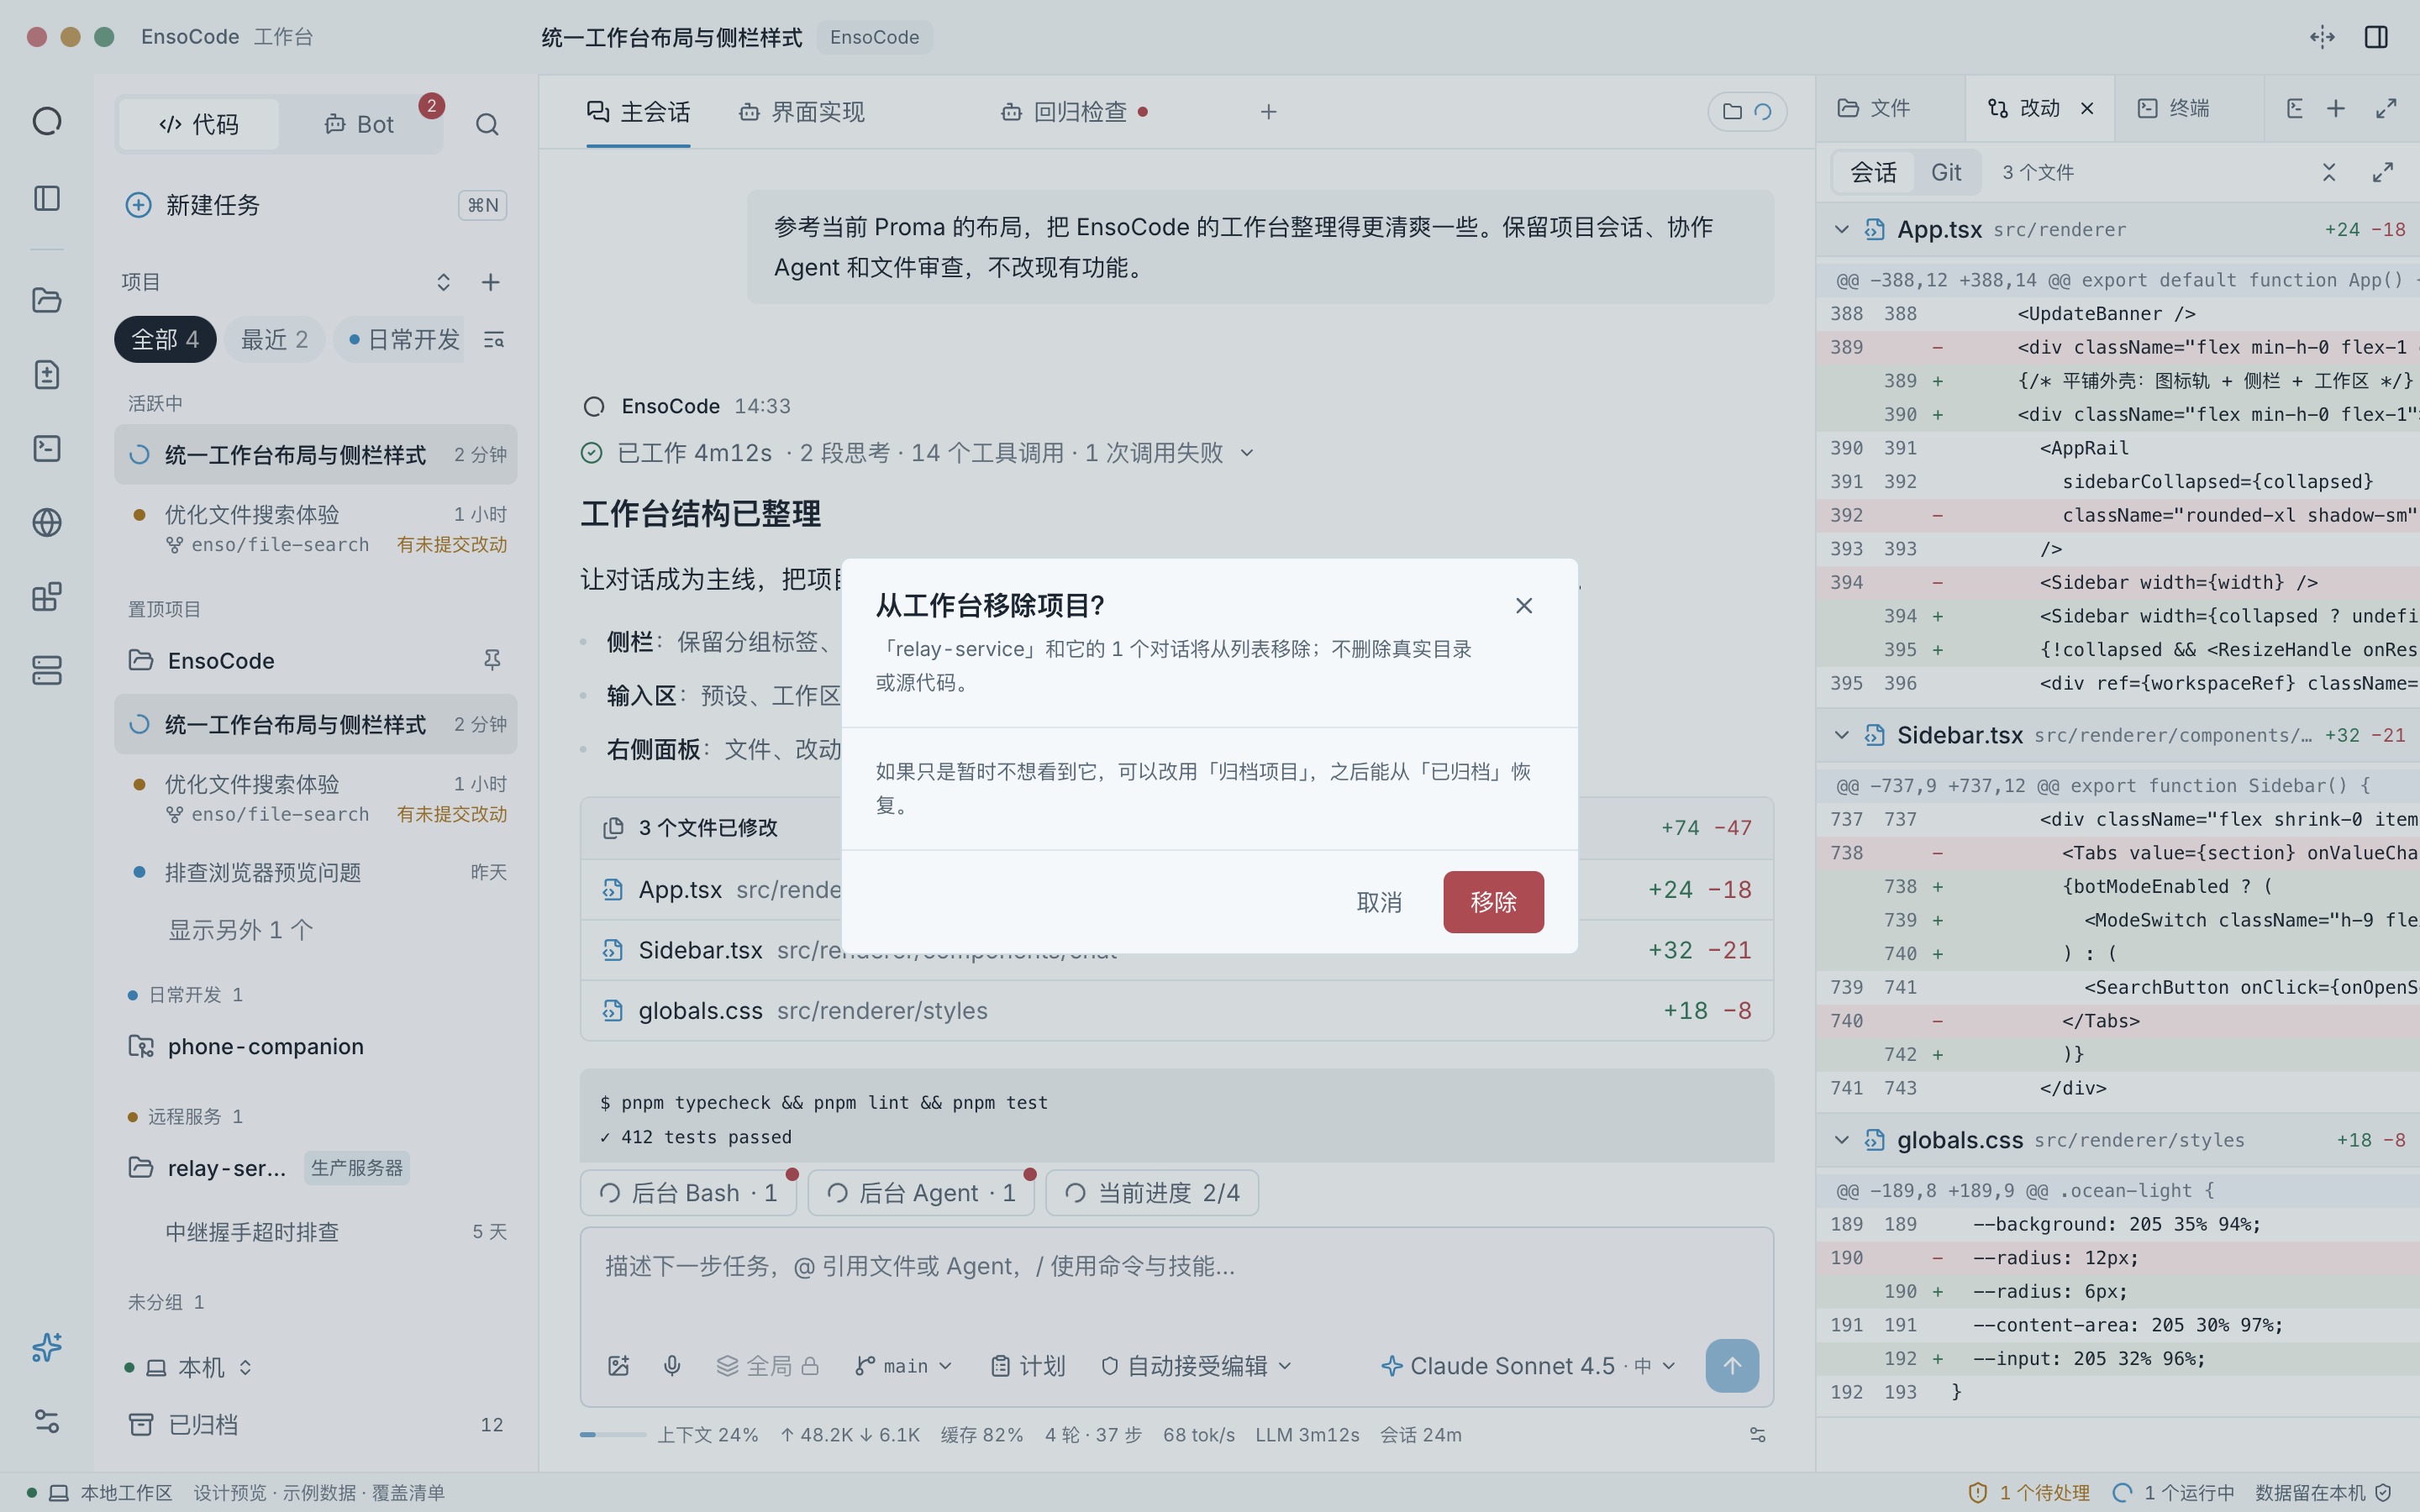 EnsoCode 工作台
统一工作台布局与侧栏样式 EnsoCode
代码
Bot 2
新建任务 ⌘N
项目
全部 4 最近 2 日常开发
活跃中
统一工作台布局与侧栏样式 2 分钟
优化文件搜索体验 1 小时
enso/file-search 有未提交改动
置顶项目
EnsoCode
统一工作台布局与侧栏样式 2 分钟
优化文件搜索体验 1 小时
enso/file-search 有未提交改动
排查浏览器预览问题 昨天
显示另外 1 个
日常开发 1
phone-companion
远程服务 1
relay-ser... 生产服务器
中继握手超时排查 5 天
未分组 1
本机
已归档 12
主会话 界面实现 回归检查
参考当前 Proma 的布局，把 EnsoCode 的工作台整理得更清爽一些。保留项目会话、协作
Agent 和文件审查，不改现有功能。
EnsoCode 14:33
已工作 4m12s · 2 段思考 · 14 个工具调用 · 1 次调用失败
工作台结构已整理
让对话成为主线，把项
侧栏：保留分组标签、
输入区：预设、工作区
右侧面板：文件、改动
3 个文件已修改 +74 −47
App.tsx src/rende +24 −18
Sidebar.tsx src/renderer/components/chat +32 −21
globals.css src/renderer/styles +18 −8
$ pnpm typecheck && pnpm lint && pnpm test
✓ 412 tests passed
后台 Bash · 1 后台 Agent · 1 当前进度 2/4
描述下一步任务，@ 引用文件或 Agent，/ 使用命令与技能...
全局 main 计划 自动接受编辑 Claude Sonnet 4.5 · 中
上下文 24% ↑ 48.2K ↓ 6.1K 缓存 82% 4 轮 · 37 步 68 tok/s LLM 3m12s 会话 24m
从工作台移除项目？
「relay-service」和它的 1 个对话将从列表移除；不删除真实目录
或源代码。
如果只是暂时不想看到它，可以改用「归档项目」，之后能从「已归档」恢
复。
取消 移除
文件 改动 终端
会话 Git 3 个文件
App.tsx src/renderer +24 −18
@@ −388,12 +388,14 @@ export default function App()
388 388 <UpdateBanner />
389 − <div className="flex min-h-0 flex-1
389 + {/* 平铺外壳：图标轨 + 侧栏 + 工作区 */}
390 + <div className="flex min-h-0 flex-1"
390 391 <AppRail
391 392 sidebarCollapsed={collapsed}
392 − className="rounded-xl shadow-sm"
393 393 />
394 − <Sidebar width={width} />
394 + <Sidebar width={collapsed ? undefi
395 + {!collapsed && <ResizeHandle onRes
395 396 <div ref={workspaceRef} className=
Sidebar.tsx src/renderer/components/… +32 −21
@@ −737,9 +737,12 @@ export function Sidebar() {
737 737 <div className="flex shrink-0 item
738 − <Tabs value={section} onValueCha
738 + {botModeEnabled ? (
739 + <ModeSwitch className="h-9 fle
740 + ) : (
739 741 <SearchButton onClick={onOpenS
740 − </Tabs>
742 + )}
741 743 </div>
globals.css src/renderer/styles +18 −8
@@ −189,8 +189,9 @@ .ocean-light {
189 189 --background: 205 35% 94%;
190 − --radius: 12px;
190 + --radius: 6px;
191 191 --content-area: 205 30% 97%;
192 + --input: 205 32% 96%;
192 193 }
本地工作区 设计预览 · 示例数据 · 覆盖清单
1 个待处理 1 个运行中 数据留在本机